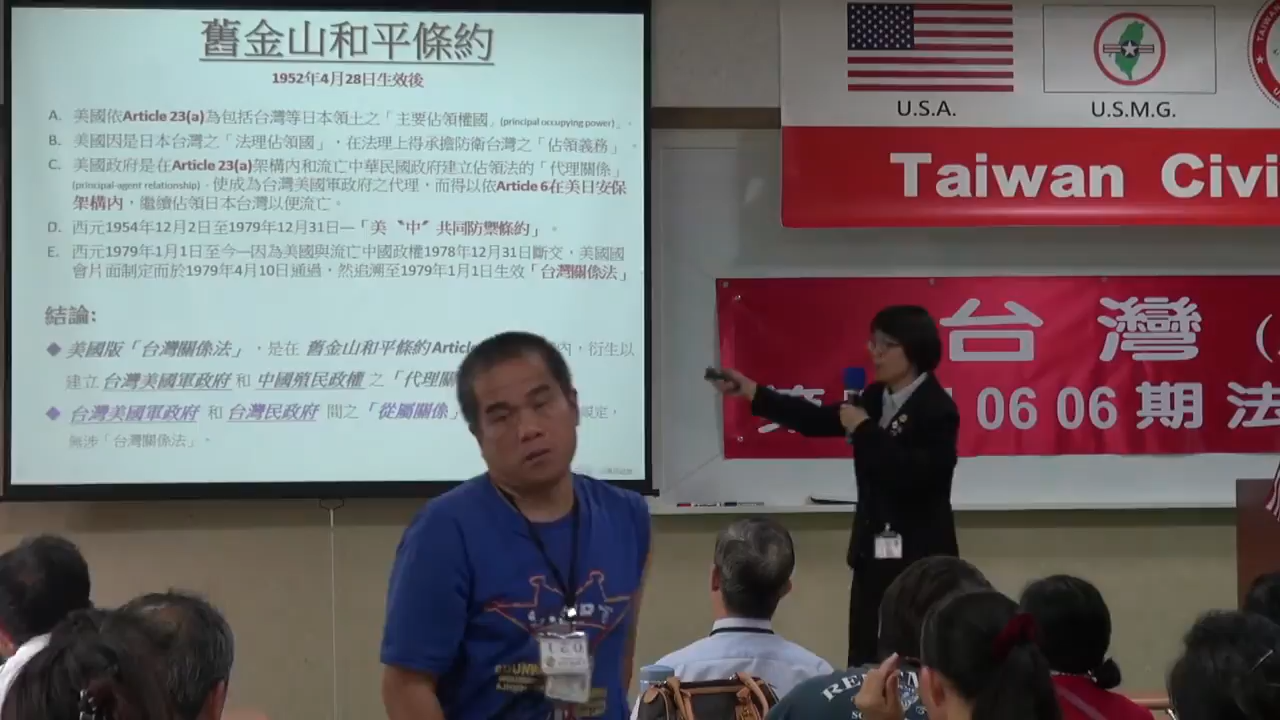 舊金山和平條約
1952年4月28日生效後
A. 美國依Article 23(a)為包括台灣等日本領土之「主要佔領權國」(principal occupying power)。
B. 美國因是日本台灣之「法理佔領國」，在法理上得承擔防衛台灣之「佔領義務」。
C. 美國政府是在Article 23(a)架構內和流亡中華民國政府建立佔領法的「代理關係」
(principal-agent relationship)，使成為台灣美國軍政府之代理，而得以依Article 6在美日安保
架構內，繼續佔領日本台灣以便流亡。
D. 西元1954年12月2日至1979年12月31日—「美〝中〞共同防禦條約」。
E. 西元1979年1月1日至今—因為美國與流亡中國政權1978年12月31日斷交，美國國
會片面制定而於1979年4月10日通過，然追溯至1979年1月1日生效「台灣關係法」
結論:
◆ 美國版「台灣關係法」，是在 舊金山和平條約Artic 內，衍生以
建立 台灣美國軍政府 和 中國殖民政權 之「代理關
◆ 台灣美國軍政府 和 台灣民政府 間之「從屬關係 規定，
無涉「台灣關係法」。
U.S.A.
U.S.M.G.
Taiwan Civi
台灣（
06 06 期 法